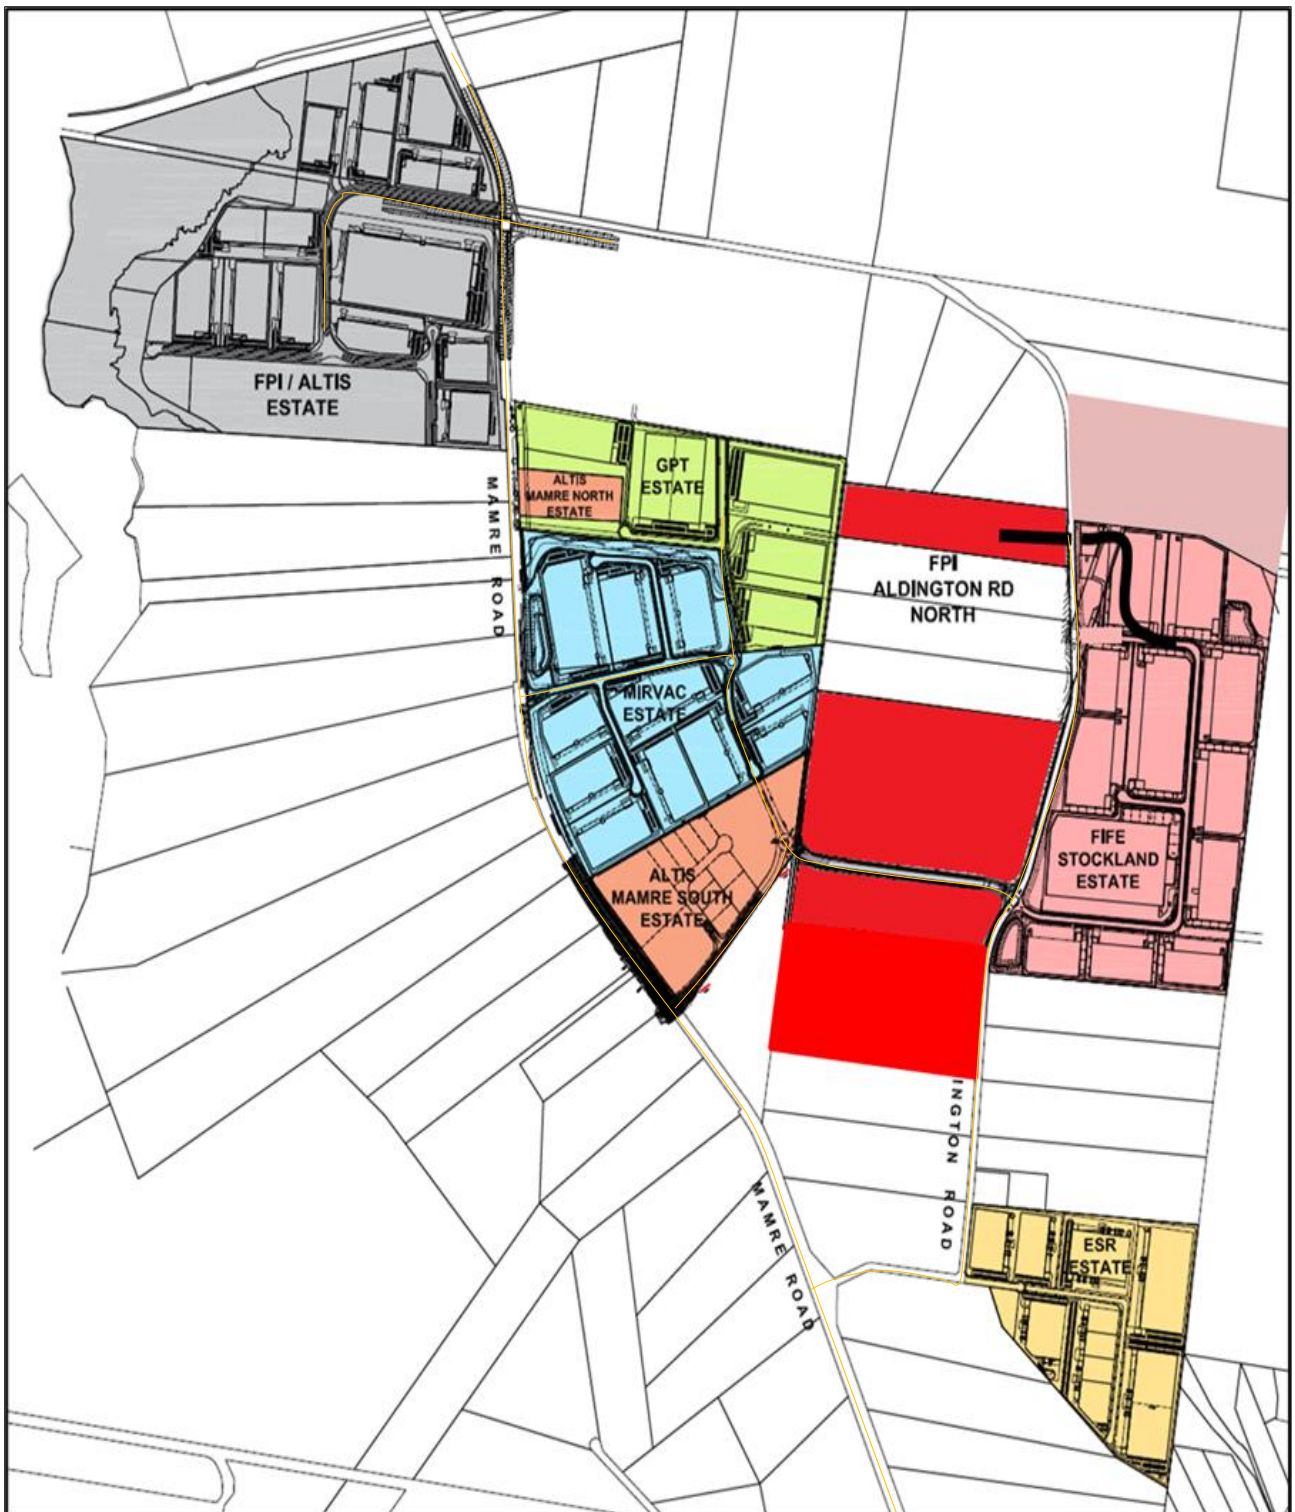 FPI / ALTIS
ESTATE
GPT
ESTATE
ALTIS
MAMRE NORTH
ESTATE
MAMRE ROAD
FPI
ALDINGTON RD
NORTH
MIRVAC
ESTATE
FIFE
STOCKLAND
ESTATE
ALTIS
MAMRE SOUTH
ESTATE
INGTON ROAD
MAMRE ROAD
ESR
ESTATE